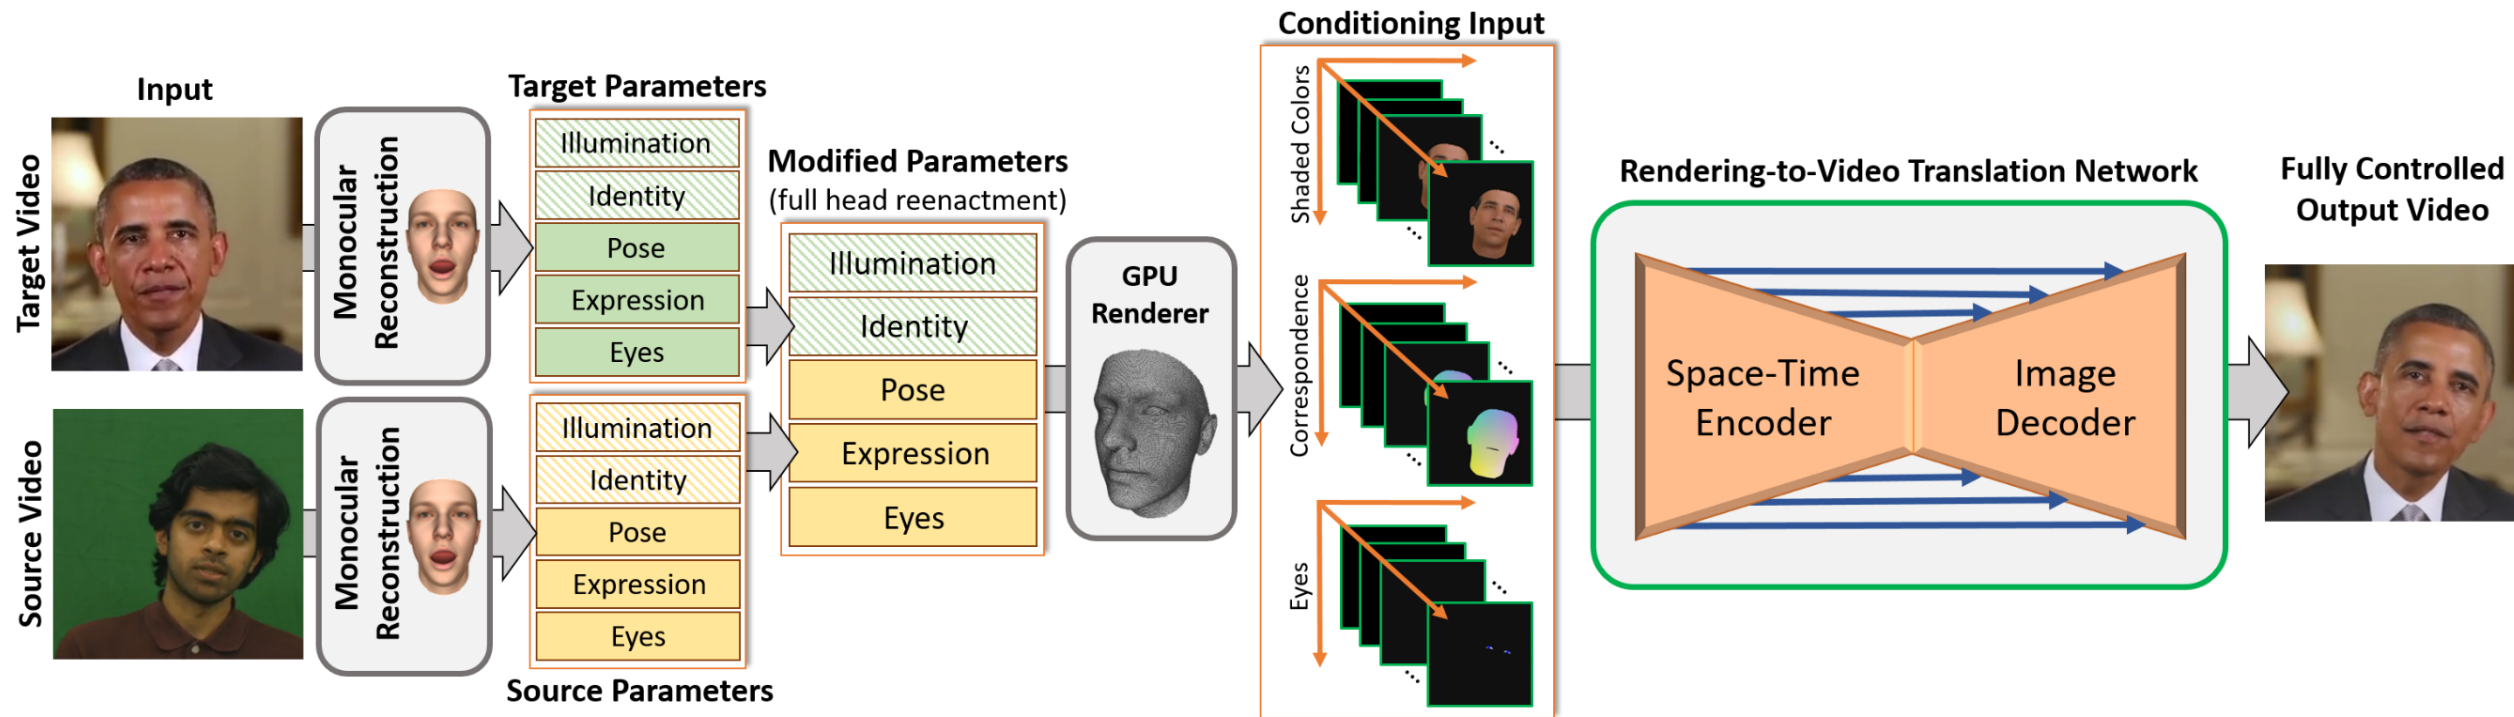 Input
Target Video
Monocular
Reconstruction
Target Parameters
Illumination
Identity
Pose
Expression
Eyes
Source Video
Monocular
Reconstruction
Illumination
Identity
Pose
Expression
Eyes
Source Parameters
Modified Parameters
(full head reenactment)
Illumination
Identity
Pose
Expression
Eyes
GPU
Renderer
Conditioning Input
Shaded Colors
...
...
Correspondence
...
...
Eyes
...
...
Rendering-to-Video Translation Network
Space-Time
Encoder
Image
Decoder
Fully Controlled
Output Video